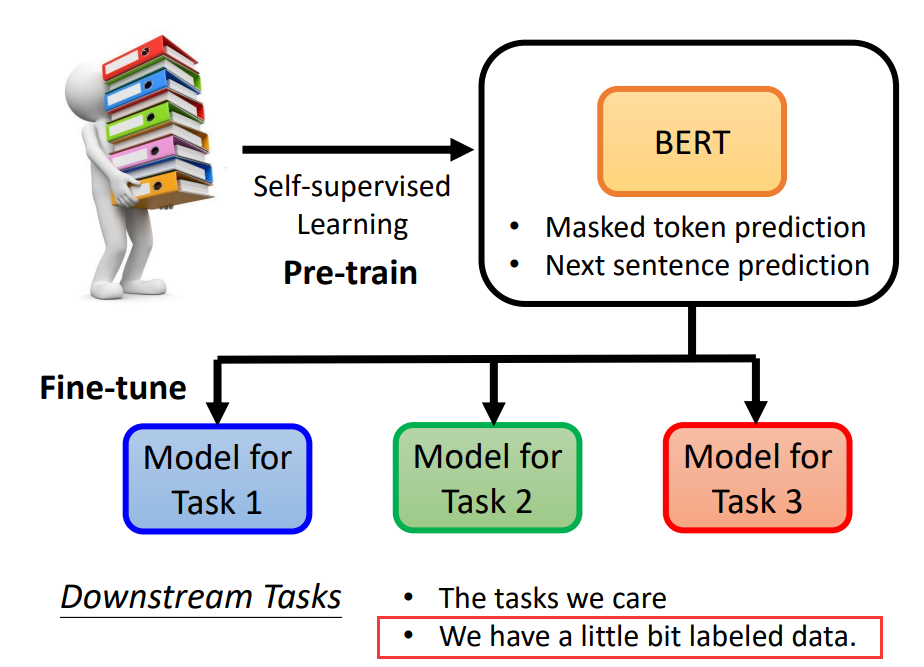 BERT
Self-supervised
Learning
Pre-train
• Masked token prediction
• Next sentence prediction
Fine-tune
Model for
Task 1
Model for
Task 2
Model for
Task 3
Downstream Tasks
• The tasks we care
• We have a little bit labeled data.